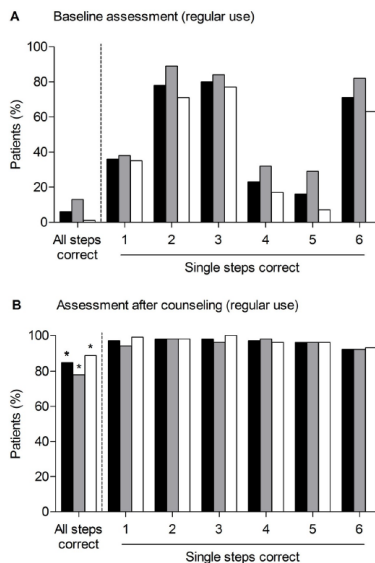 A Baseline assessment (regular use)
Patients (%)
100
80
60
40
20
0
All steps correct
1 2 3 4 5 6
Single steps correct
B Assessment after counseling (regular use)
Patients (%)
100
80
60
40
20
0
* * *
All steps correct
1 2 3 4 5 6
Single steps correct